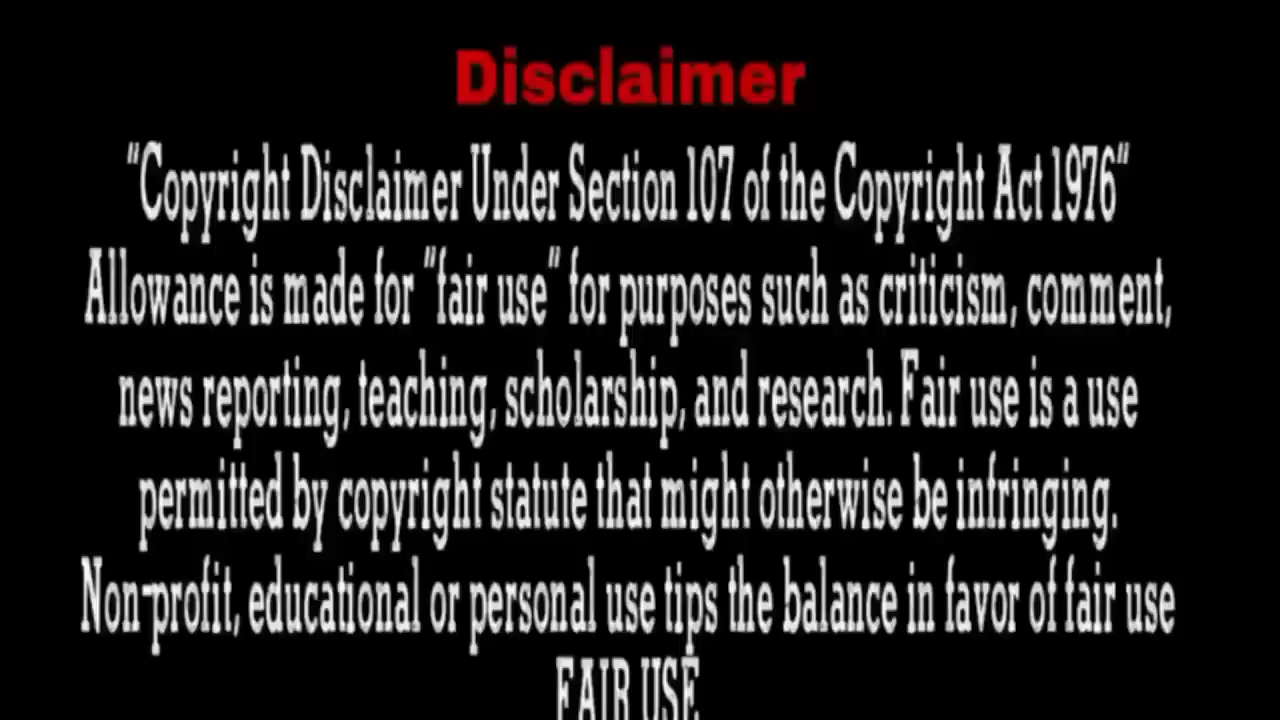 Disclaimer
"Copyright Disclaimer Under Section 107 of the Copyright Act 1976"
Allowance is made for "fair use" for purposes such as criticism, comment,
news reporting, teaching, scholarship, and research. Fair use is a use
permitted by copyright statute that might otherwise be infringing.
Non-profit, educational or personal use tips the balance in favor of fair use
FAIR USE